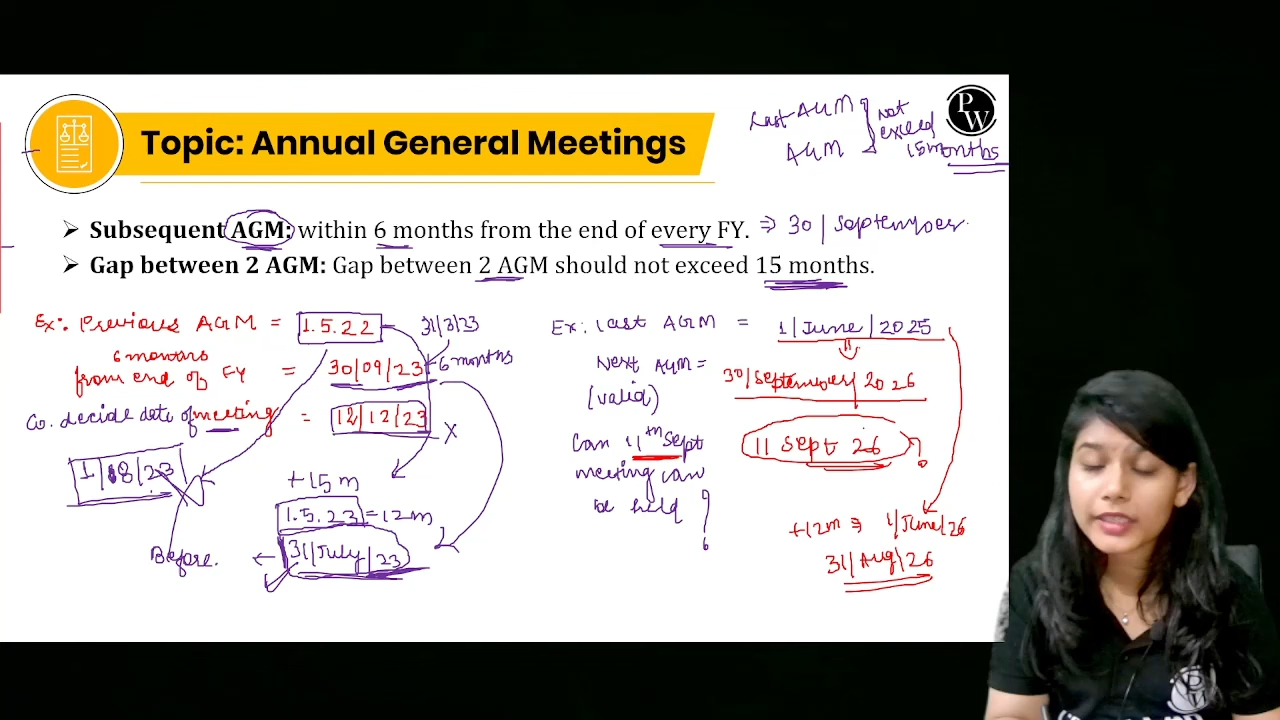 Last AGM
not exceed 15 months
AGM
PW
Topic: Annual General Meetings
➢ Subsequent AGM: within 6 months from the end of every FY. ⇒ 30/September
➢ Gap between 2 AGM: Gap between 2 AGM should not exceed 15 months.
Ex: Previous AGM = 1.5.22
31/3/23
6 months from end of FY = 30/09/23
6 months
Co. decide date of meeting = 12/12/23 X
1/8/23
+15 m
1.5.23 = 12m
Before ← 31/July/23
Ex: Last AGM = 1/June/2025
Next AGM = (valid)
30/September/2026
11 Sept 26 ?
Can 11th Sept
meeting can
be held ?
+12m ⇒ 1/June/26
31/Aug/26
PW